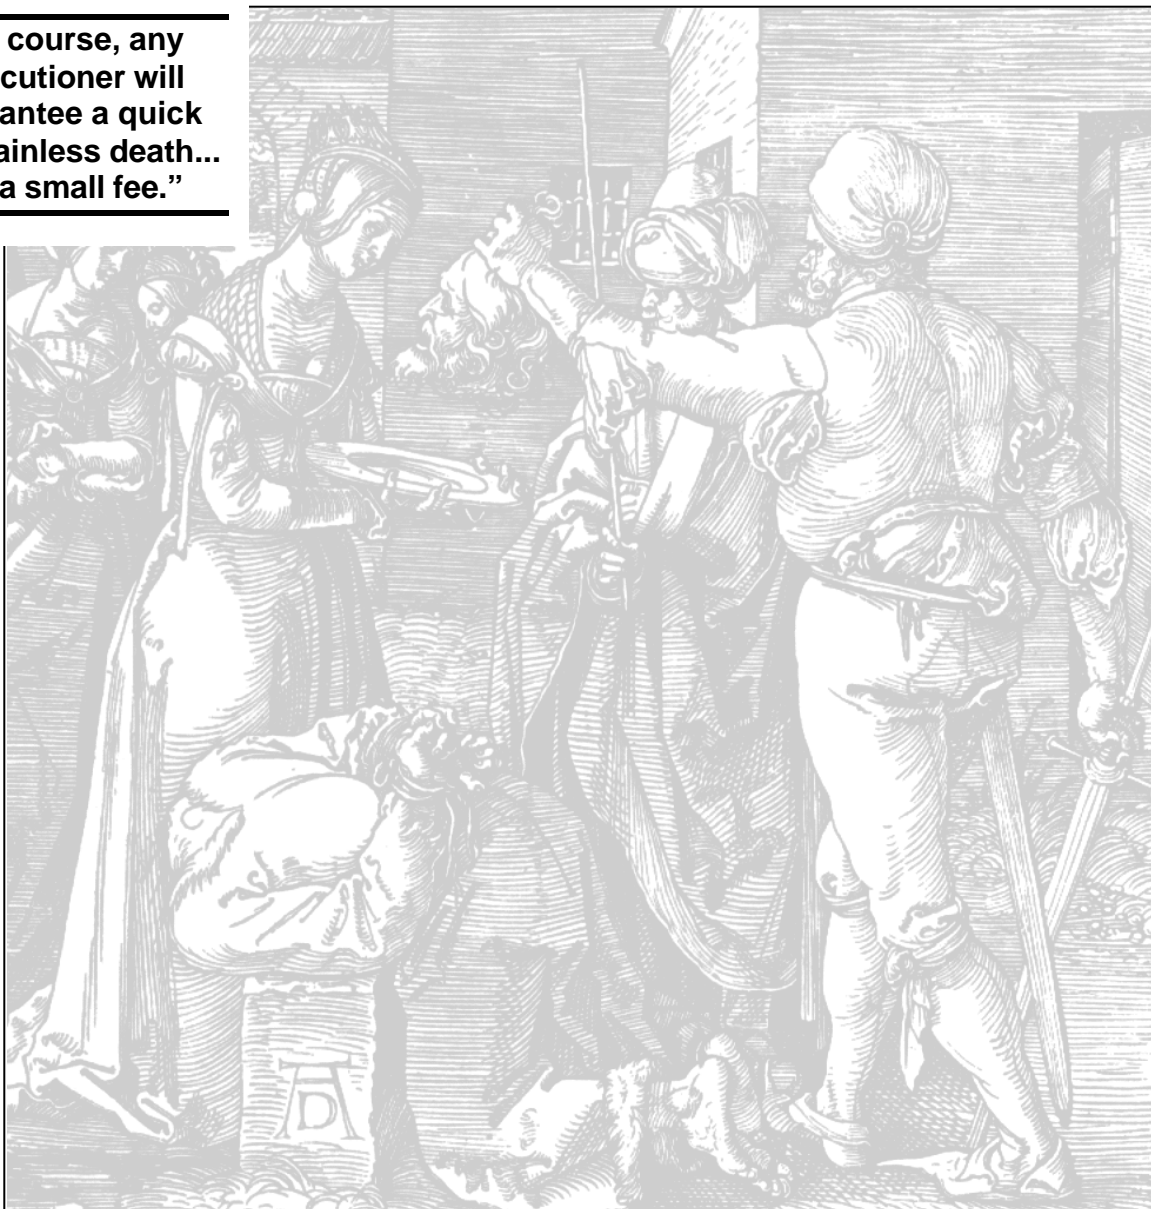 course, any
cutioner will
antee a quick
ainless death...
a small fee.”
AD